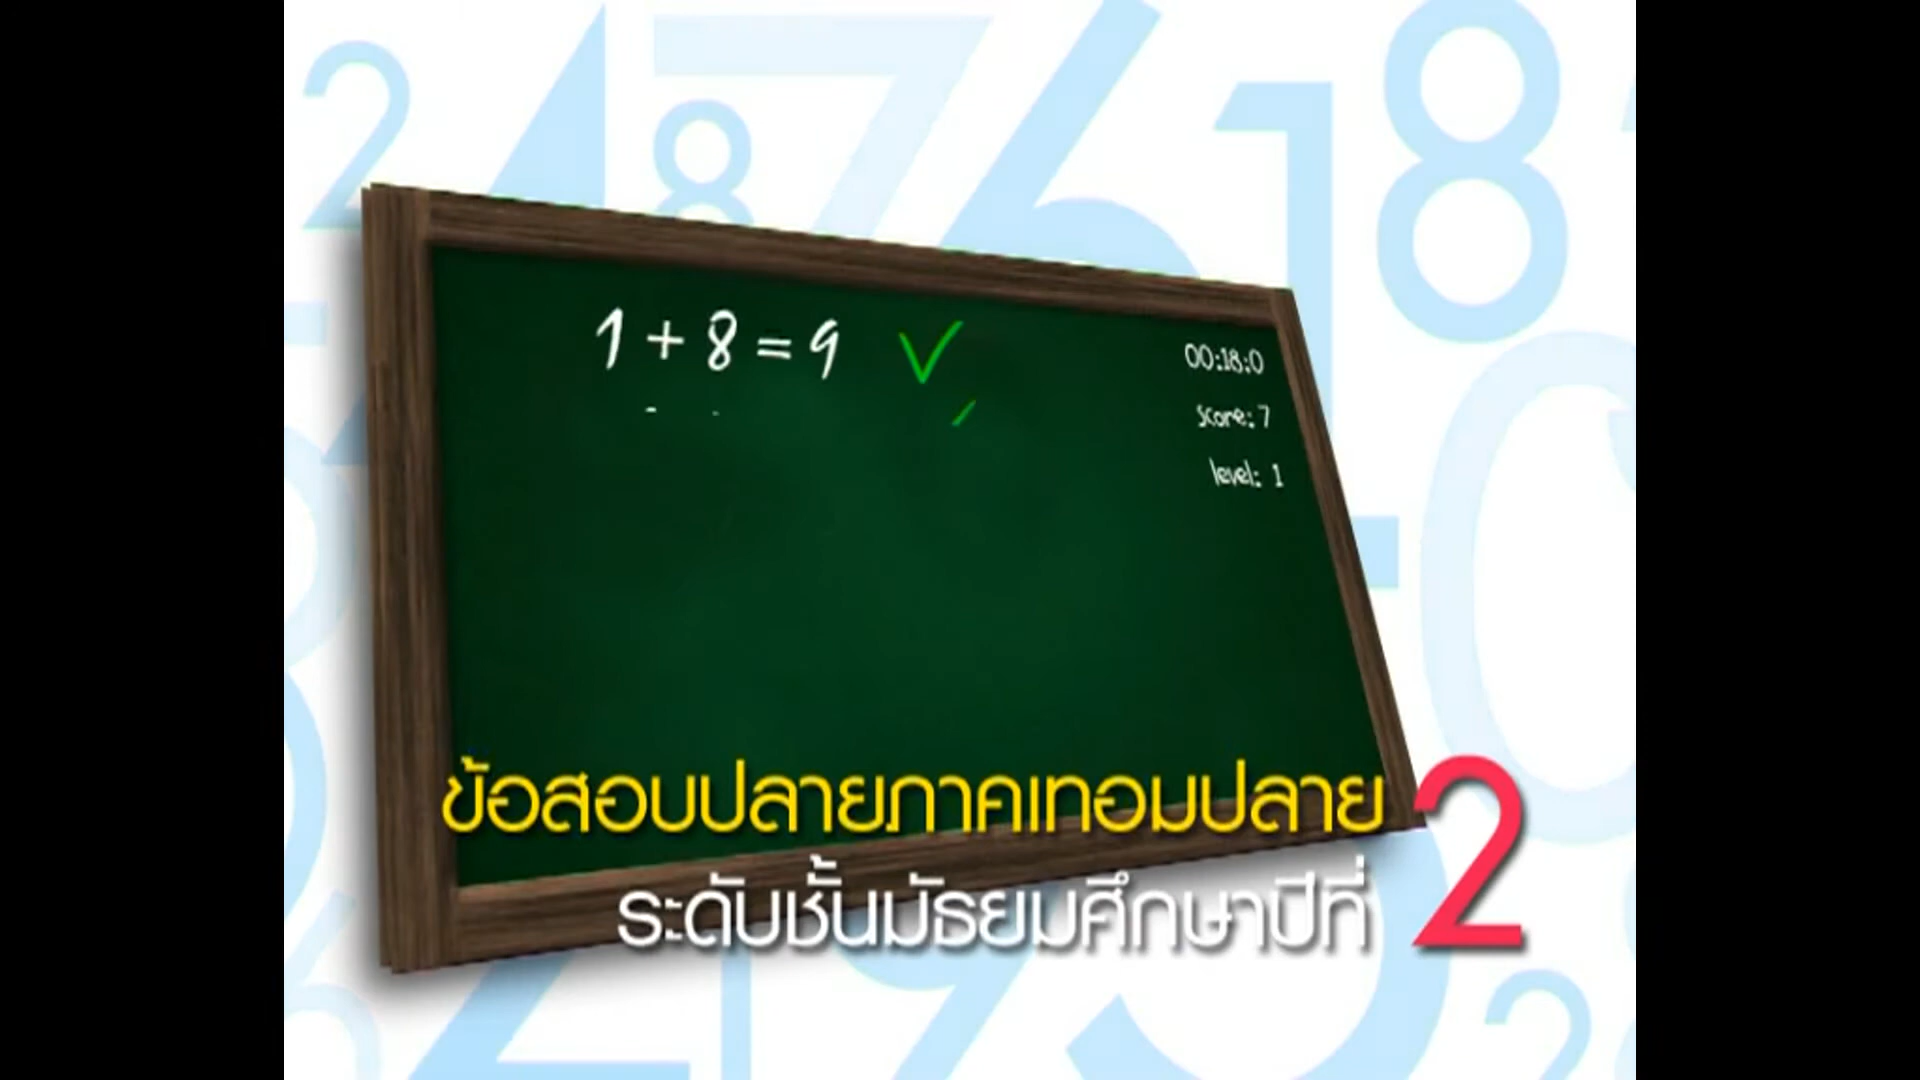 1 + 8 = 9 ✓
00:18:0
Score: 7
level: 1
ข้อสอบปลายภาคเทอมปลาย
ระดับชั้นมัธยมศึกษาปีที่ 2